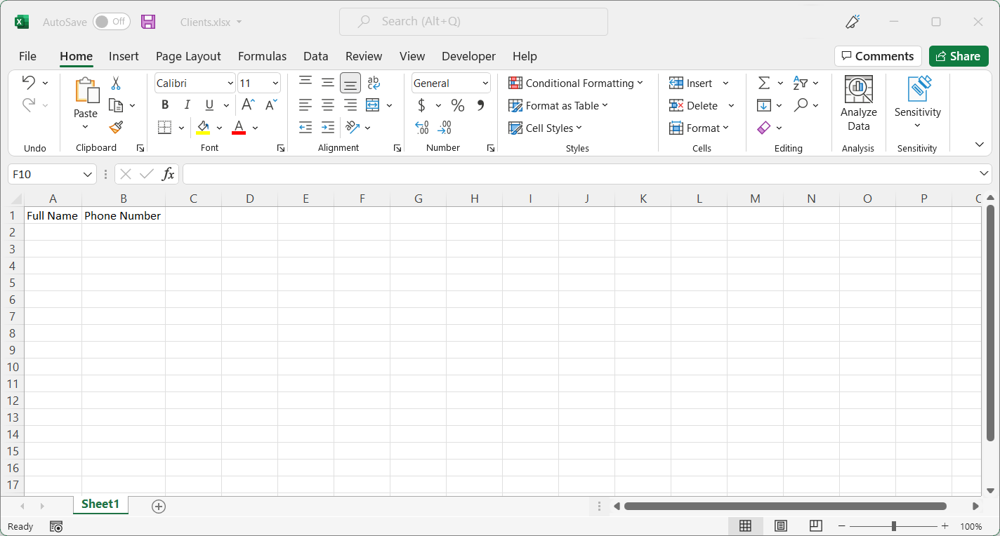 AutoSave Off Clients.xlsx Search (Alt+Q)
File Home Insert Page Layout Formulas Data Review View Developer Help Comments Share
Calibri 11 ab General Conditional Formatting Insert
Paste B I U A A $ % Format as Table Delete Analyze Data Sensitivity
A .00 .00 Cell Styles Format
Undo Clipboard Font Alignment Number Styles Cells Editing Analysis Sensitivity
F10 fx
A B C D E F G H I J K L M N O P
1 Full Name Phone Number
2
3
4
5
6
7
8
9
10
11
12
13
14
15
16
17
Sheet1
Ready 100%